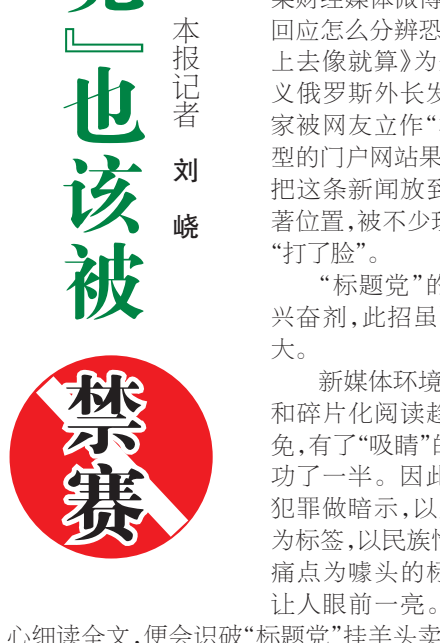 』也该被
禁赛
本报记者 刘峣
回应怎么分辨恐
上去像就算》为
义俄罗斯外长发
家被网友立作“
型的门户网站果
把这条新闻放到
著位置,被不少
“打了脸”。
“标题党”的
兴奋剂,此招虽
大。
新媒体环境
和碎片化阅读趋
免,有了“吸睛”的
功了一半。因此
犯罪做暗示,以
为标签,以民族
痛点为噱头的标
让人眼前一亮。
心细读全文,便会识破“标题党”挂羊头卖